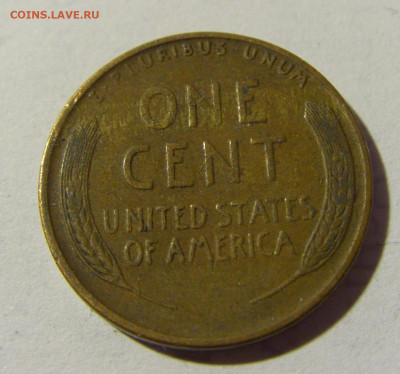 COINS.LAVE.RU
E·PLURIBUS·UNUM
ONE
CENT
UNITED STATES
OF AMERICA